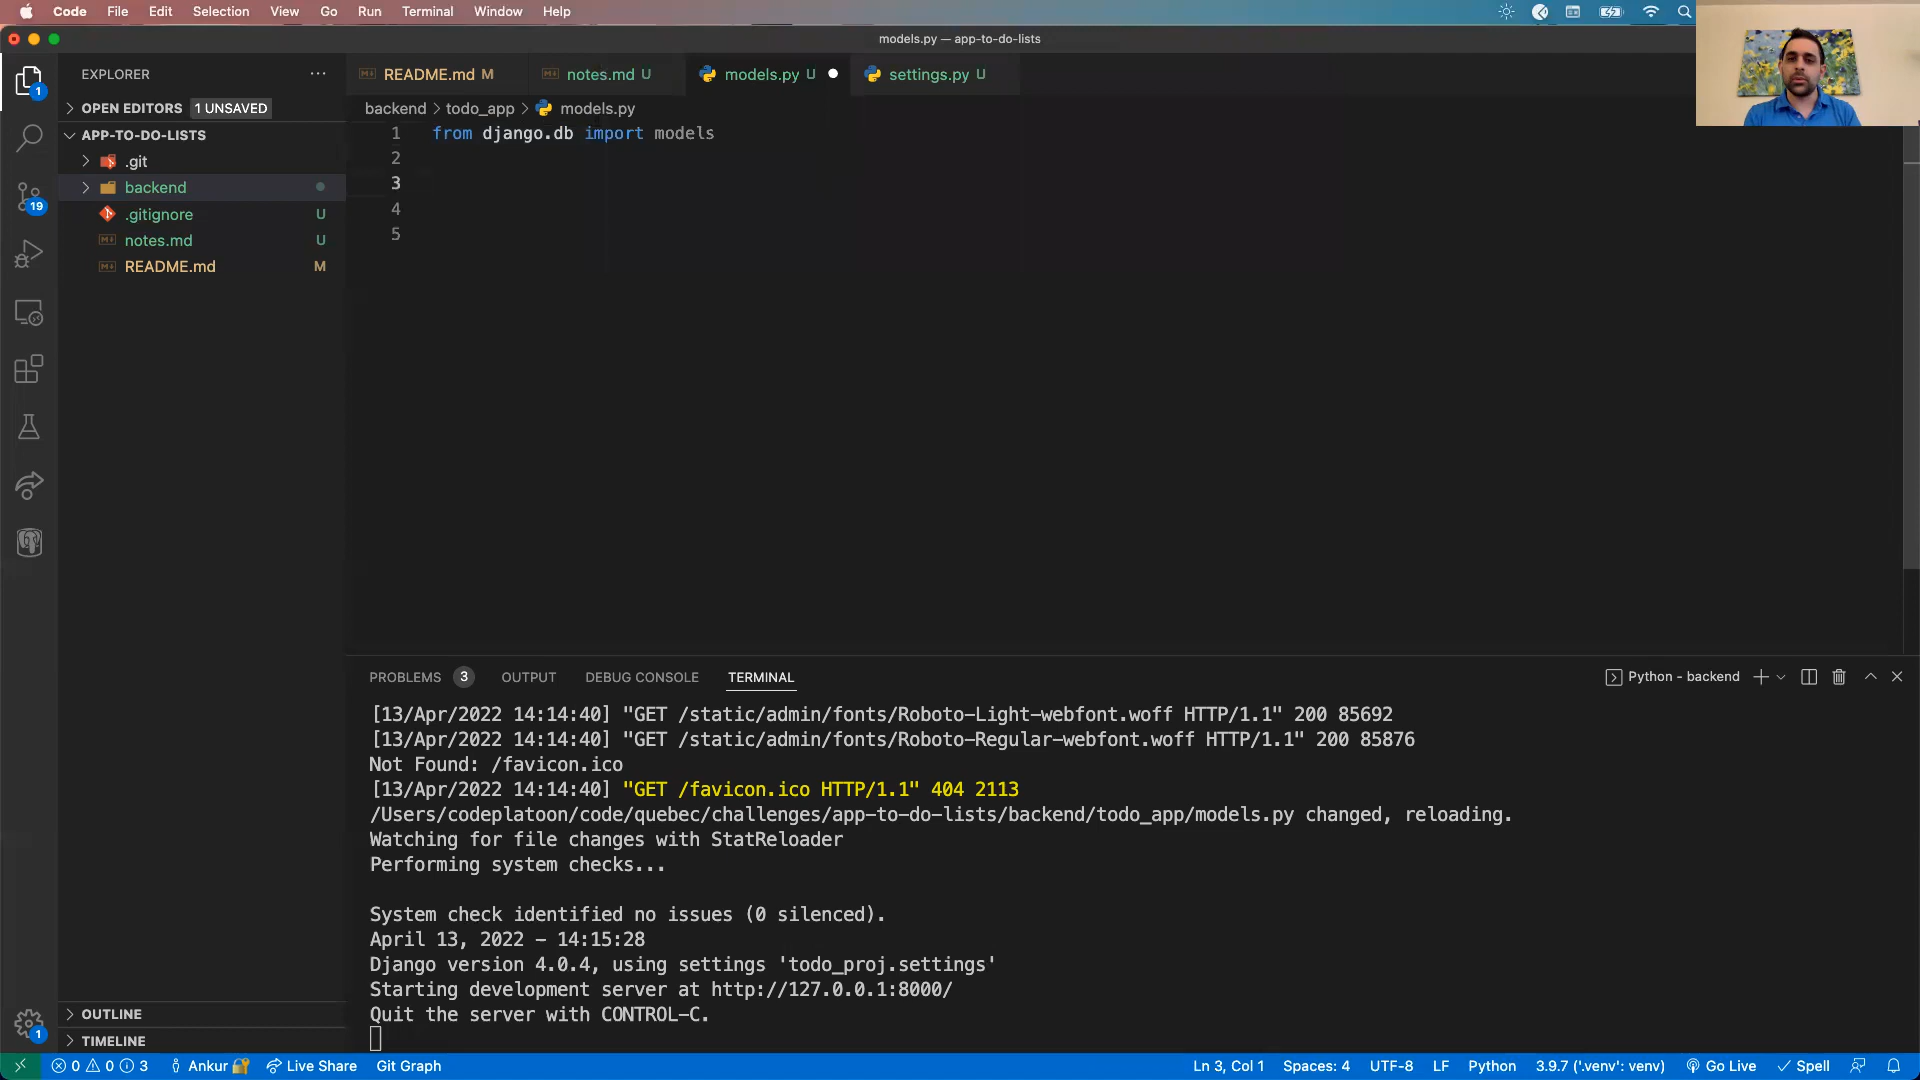 Code File Edit Selection View Go Run Terminal Window Help
models.py — app-to-do-lists
EXPLORER
README.md M
notes.md U
models.py U
settings.py U
OPEN EDITORS 1 UNSAVED
backend > todo_app > models.py
APP-TO-DO-LISTS
.git
backend
.gitignore U
notes.md U
README.md M
1 from django.db import models
2
3
4
5
1
19
1
PROBLEMS 3 OUTPUT DEBUG CONSOLE TERMINAL
Python - backend
[13/Apr/2022 14:14:40] "GET /static/admin/fonts/Roboto-Light-webfont.woff HTTP/1.1" 200 85692
[13/Apr/2022 14:14:40] "GET /static/admin/fonts/Roboto-Regular-webfont.woff HTTP/1.1" 200 85876
Not Found: /favicon.ico
[13/Apr/2022 14:14:40] "GET /favicon.ico HTTP/1.1" 404 2113
/Users/codeplatoon/code/quebec/challenges/app-to-do-lists/backend/todo_app/models.py changed, reloading.
Watching for file changes with StatReloader
Performing system checks...
System check identified no issues (0 silenced).
April 13, 2022 - 14:15:28
Django version 4.0.4, using settings 'todo_proj.settings'
Starting development server at http://127.0.0.1:8000/
Quit the server with CONTROL-C.
OUTLINE
TIMELINE
0 0 3 Ankur Live Share Git Graph
Ln 3, Col 1 Spaces: 4 UTF-8 LF Python 3.9.7 ('.venv': venv) Go Live Spell